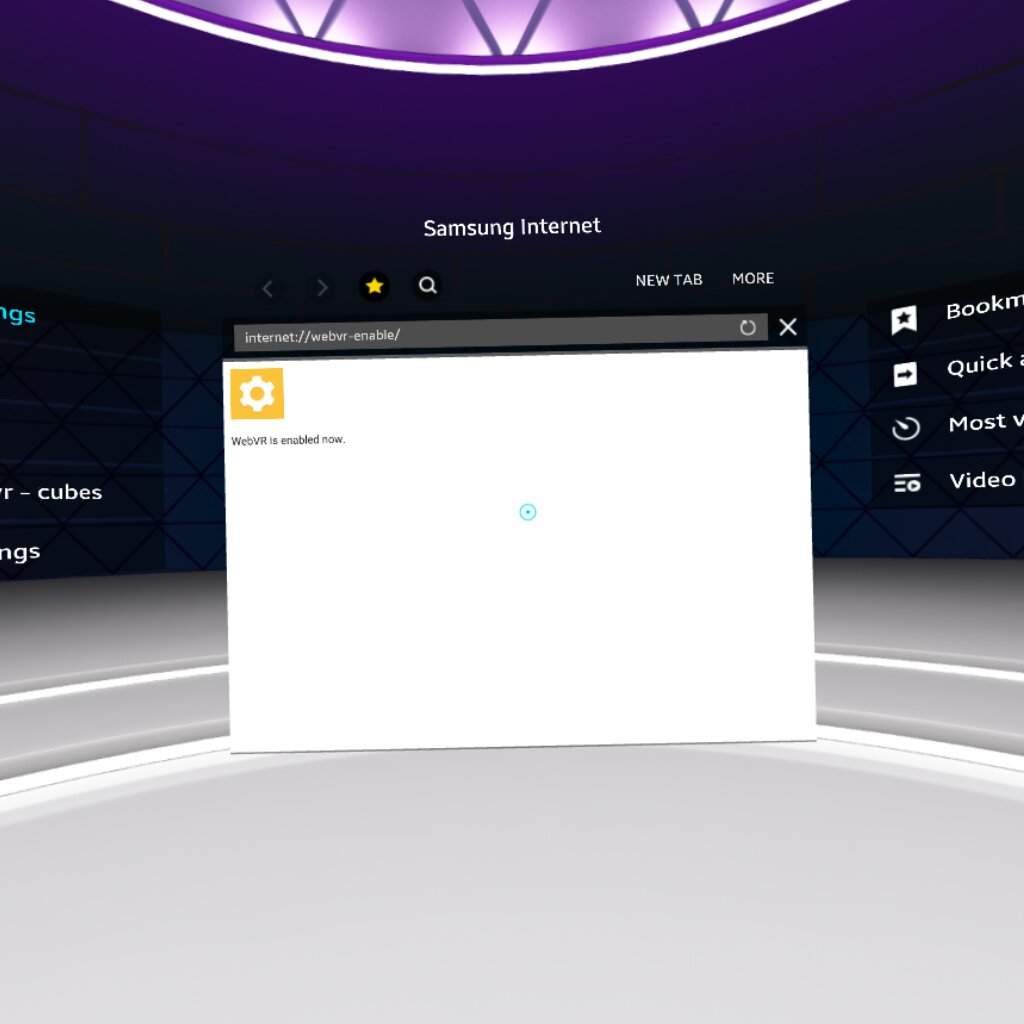 Samsung Internet
NEW TAB
MORE
internet://webvr-enable/
WebVR is enabled now.
ngs
r - cubes
ngs
Bookm
Quick
Most
Video